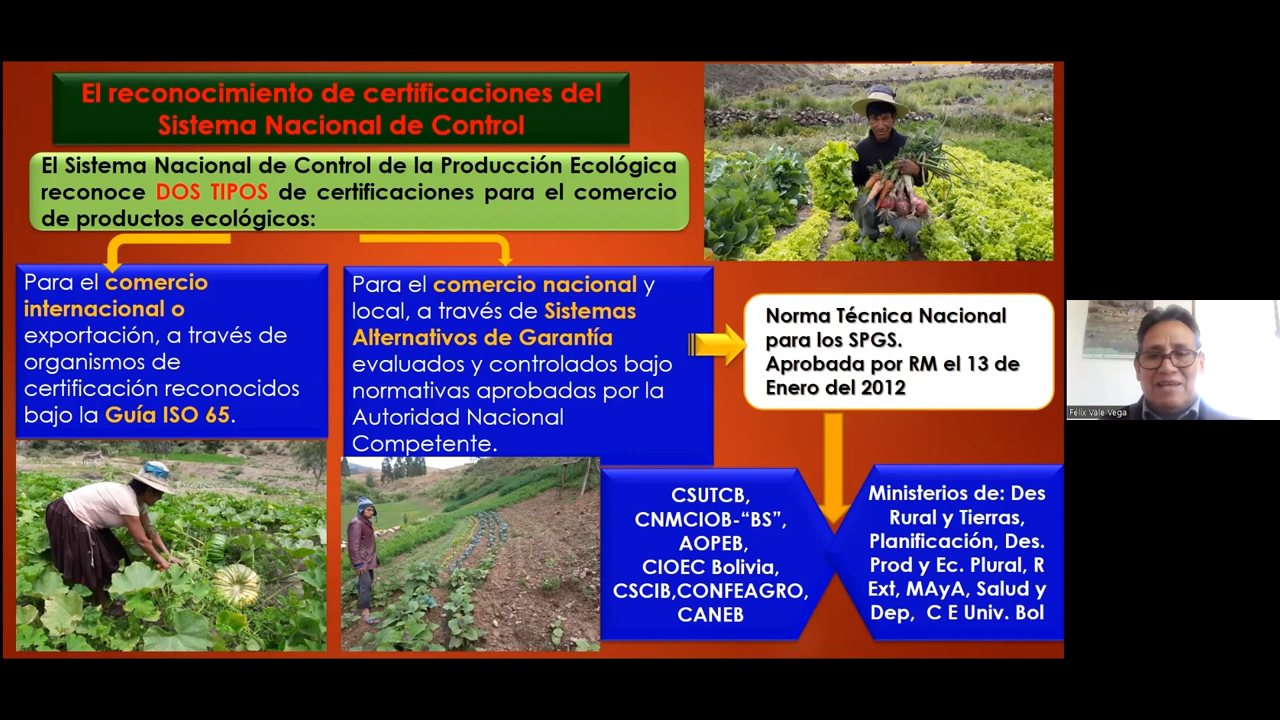 El reconocimiento de certificaciones del
Sistema Nacional de Control
El Sistema Nacional de Control de la Producción Ecológica
reconoce DOS TIPOS de certificaciones para el comercio
de productos ecológicos:
Para el comercio
internacional o
exportación, a través de
organismos de
certificación reconocidos
bajo la Guía ISO 65.
Para el comercio nacional y
local, a través de Sistemas
Alternativos de Garantía
evaluados y controlados bajo
normativas aprobadas por la
Autoridad Nacional
Competente.
Norma Técnica Nacional
para los SPGS.
Aprobada por RM el 13 de
Enero del 2012
CSUTCB,
CNMCIOB-“BS”,
AOPEB,
CIOEC Bolivia,
CSCIB,CONFEAGRO,
CANEB
Ministerios de: Des
Rural y Tierras,
Planificación, Des.
Prod y Ec. Plural, R
Ext, MAyA, Salud y
Dep, C E Univ. Bol
Félix Vale Vega